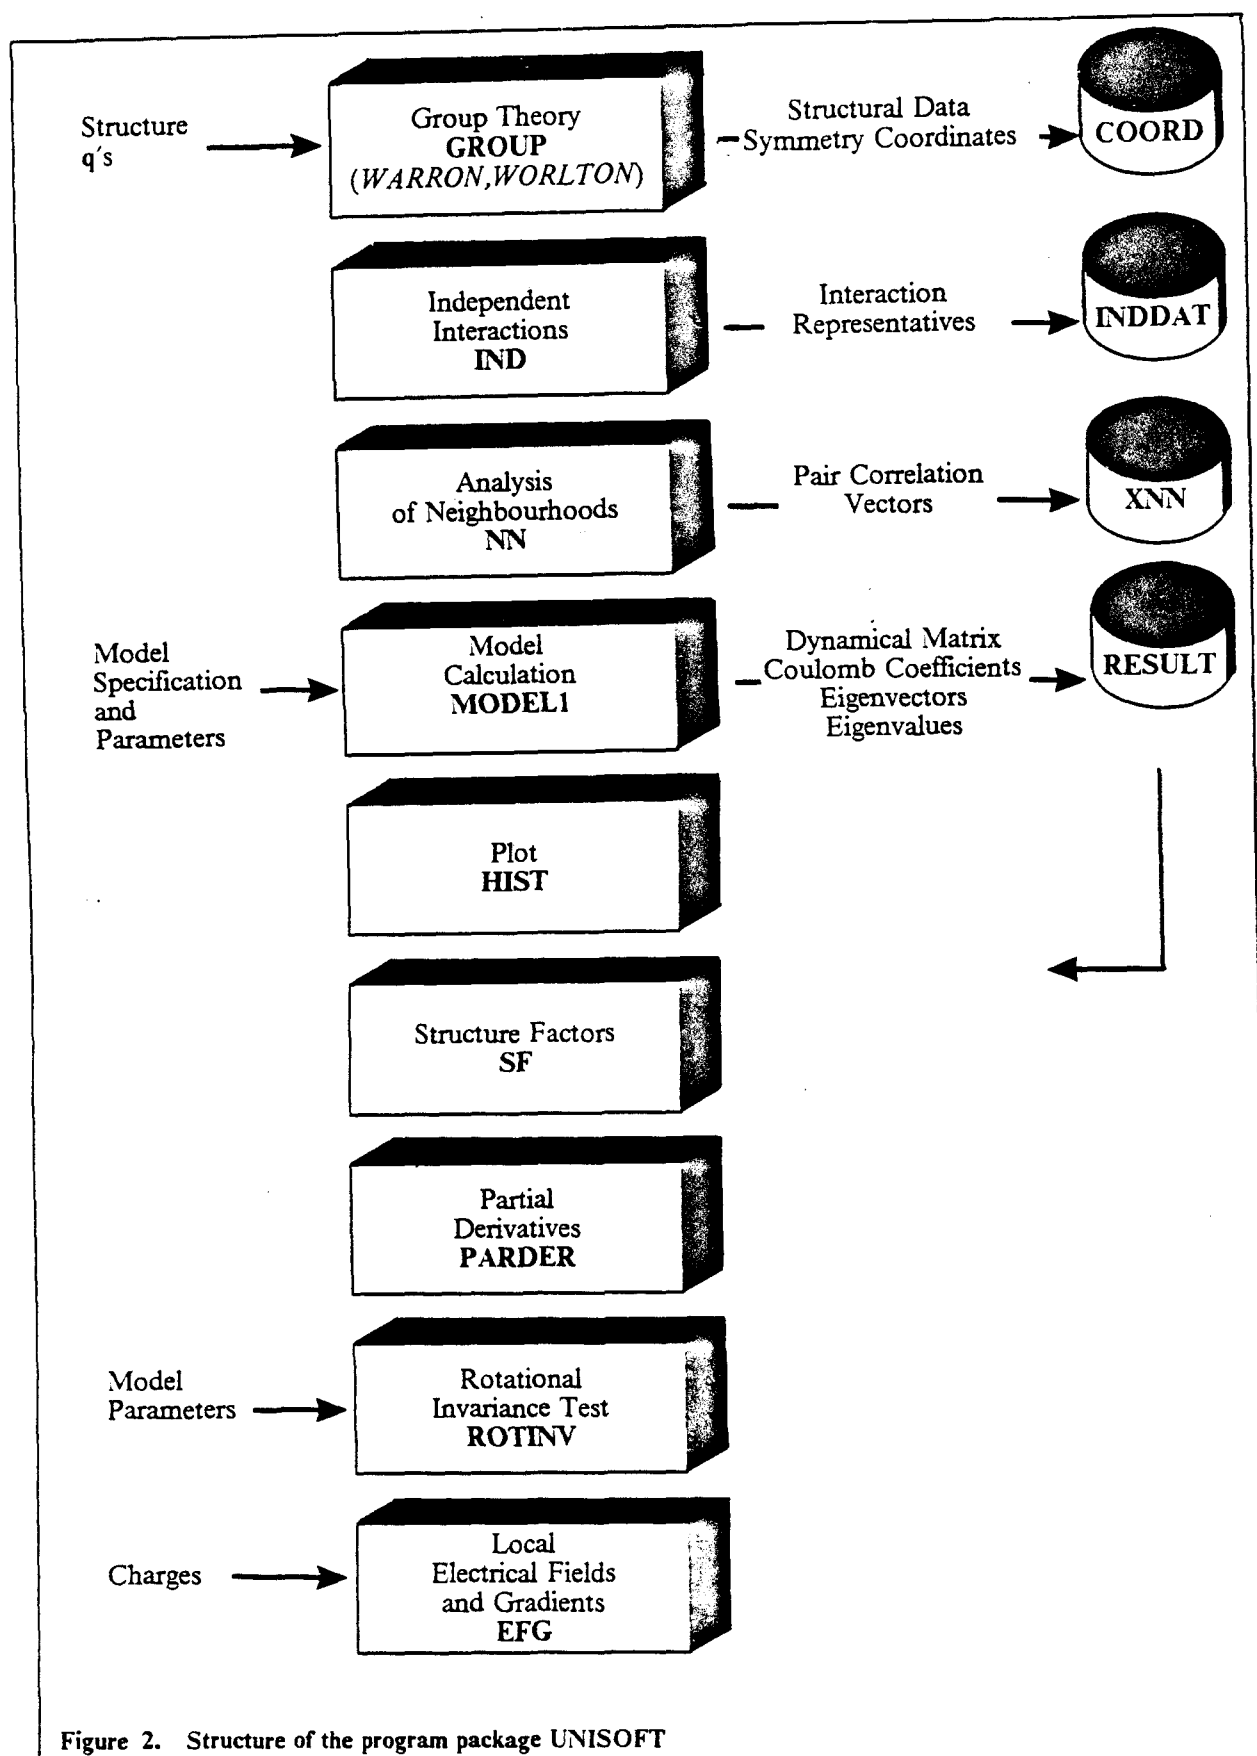 Structure
q's
Group Theory
GROUP
(WARRON,WORLTON)
Structural Data
Symmetry Coordinates
COORD
Independent
Interactions
IND
Interaction
Representatives
INDDAT
Analysis
of Neighbourhoods
NN
Pair Correlation
Vectors
XNN
Model
Specification
and
Parameters
Model
Calculation
MODEL1
Dynamical Matrix
Coulomb Coefficients
Eigenvectors
Eigenvalues
RESULT
Plot
HIST
Structure Factors
SF
Partial
Derivatives
PARDER
Model
Parameters
Rotational
Invariance Test
ROTINV
Charges
Local
Electrical Fields
and Gradients
EFG
Figure 2. Structure of the program package UNISOFT